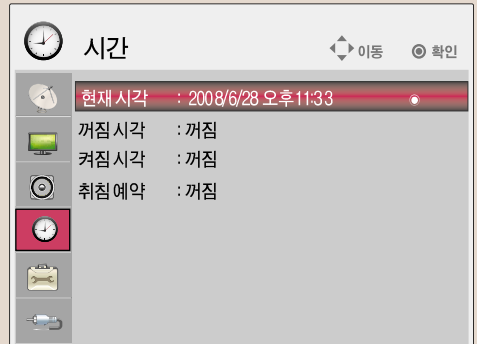 시간 이동 확인
현재 시각 : 2008/6/28 오후11:33
꺼짐 시각 : 꺼짐
켜짐 시각 : 꺼짐
취침 예약 : 꺼짐